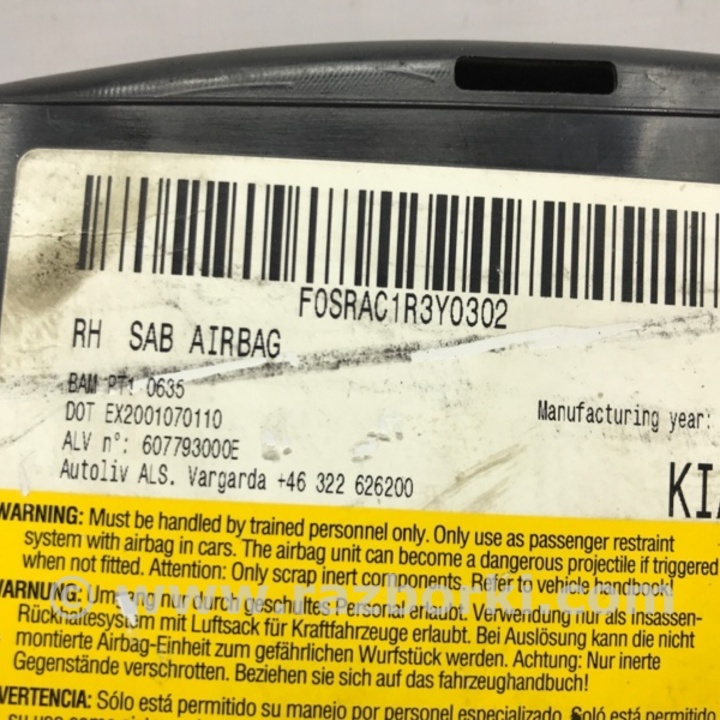 F0SRAC1R3Y0302
RH SAB AIRBAG
BAM PT1 0635
DOT EX2001070110
Manufacturing year:
ALV n°: 607793000E
Autoliv ALS. Vargarda +46 322 626200
KIA
WARNING: Must be handled by trained personnel only. Only use as passenger restraint
system with airbag in cars. The airbag unit can become a dangerous projectile if triggered
when not fitted. Attention: Only scrap inert components. Refer to vehicle handbook!
© www.razborki.com
WARNUNG: Umgang nur durch geschultes Personal erlaubt. Verwendung nur als Insassen-
Rückhaltesystem mit Luftsack für Kraftfahrzeuge erlaubt. Bei Auslösung kann die nicht
montierte Airbag-Einheit zum gefährlichen Wurfstück werden. Achtung: Nur inerte
Gegenstände verschrotten. Beziehen sie sich auf das fahrzeughandbuch!
VERTENCIA: Sólo está permitido su manejo por personal especializado. Solo está permitido